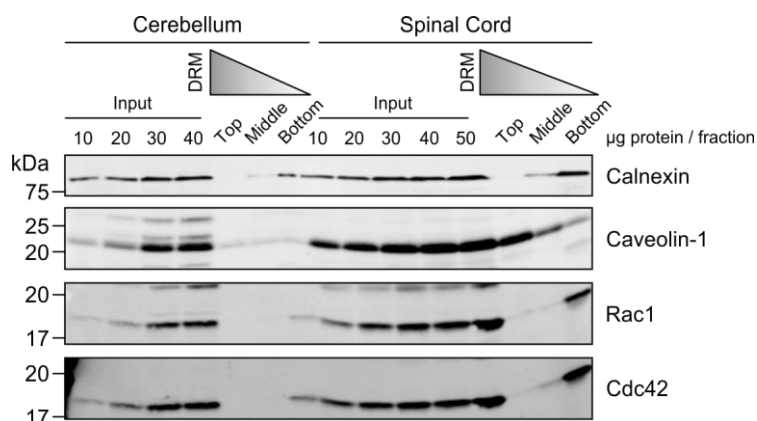 Cerebellum Spinal Cord
DRM DRM
Input Input
10 20 30 40 Top Middle Bottom 10 20 30 40 50 Top Middle Bottom µg protein / fraction
kDa
75 Calnexin
25
20 Caveolin-1
20
17 Rac1
20
17 Cdc42